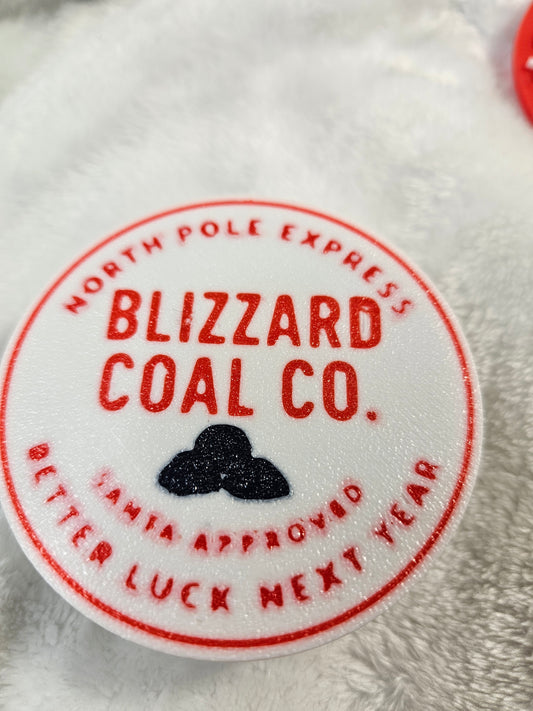 NORTH POLE EXPRESS
BLIZZARD
COAL CO.
SANTA APPROVED
BETTER LUCK NEXT YEAR